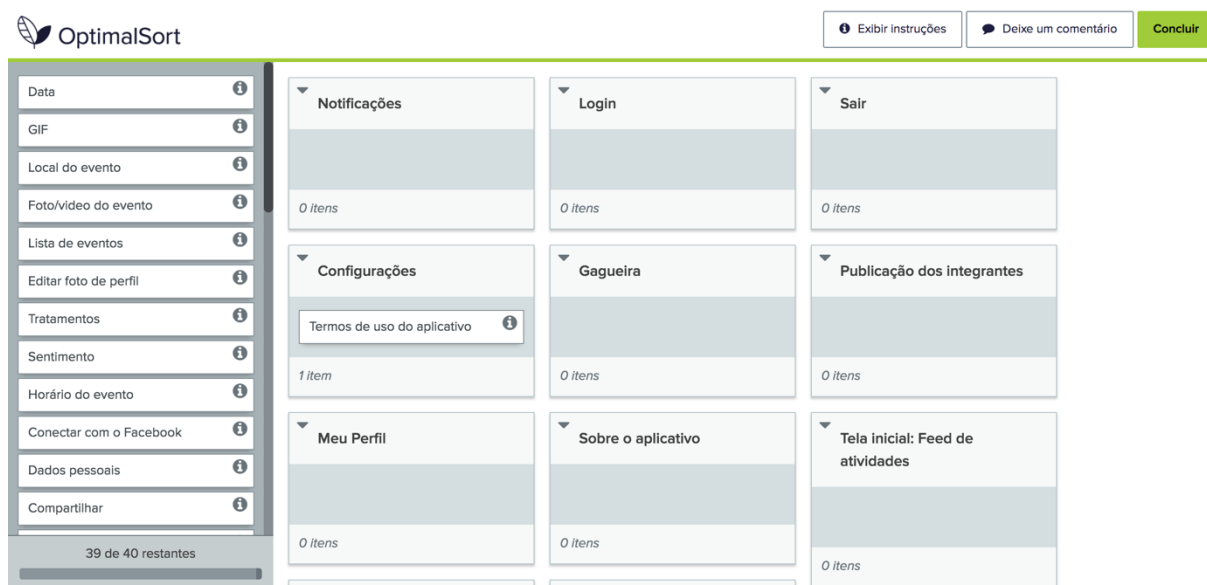 OptimalSort
Exibir instruções
Deixe um comentário
Concluir
Data
GIF
Local do evento
Foto/video do evento
Lista de eventos
Editar foto de perfil
Tratamentos
Sentimento
Horário do evento
Conectar com o Facebook
Dados pessoais
Compartilhar
39 de 40 restantes
Notificações
0 itens
Login
0 itens
Sair
0 itens
Configurações
Termos de uso do aplicativo
1 item
Gagueira
0 itens
Publicação dos integrantes
0 itens
Meu Perfil
0 itens
Sobre o aplicativo
0 itens
Tela inicial: Feed de
atividades
0 itens